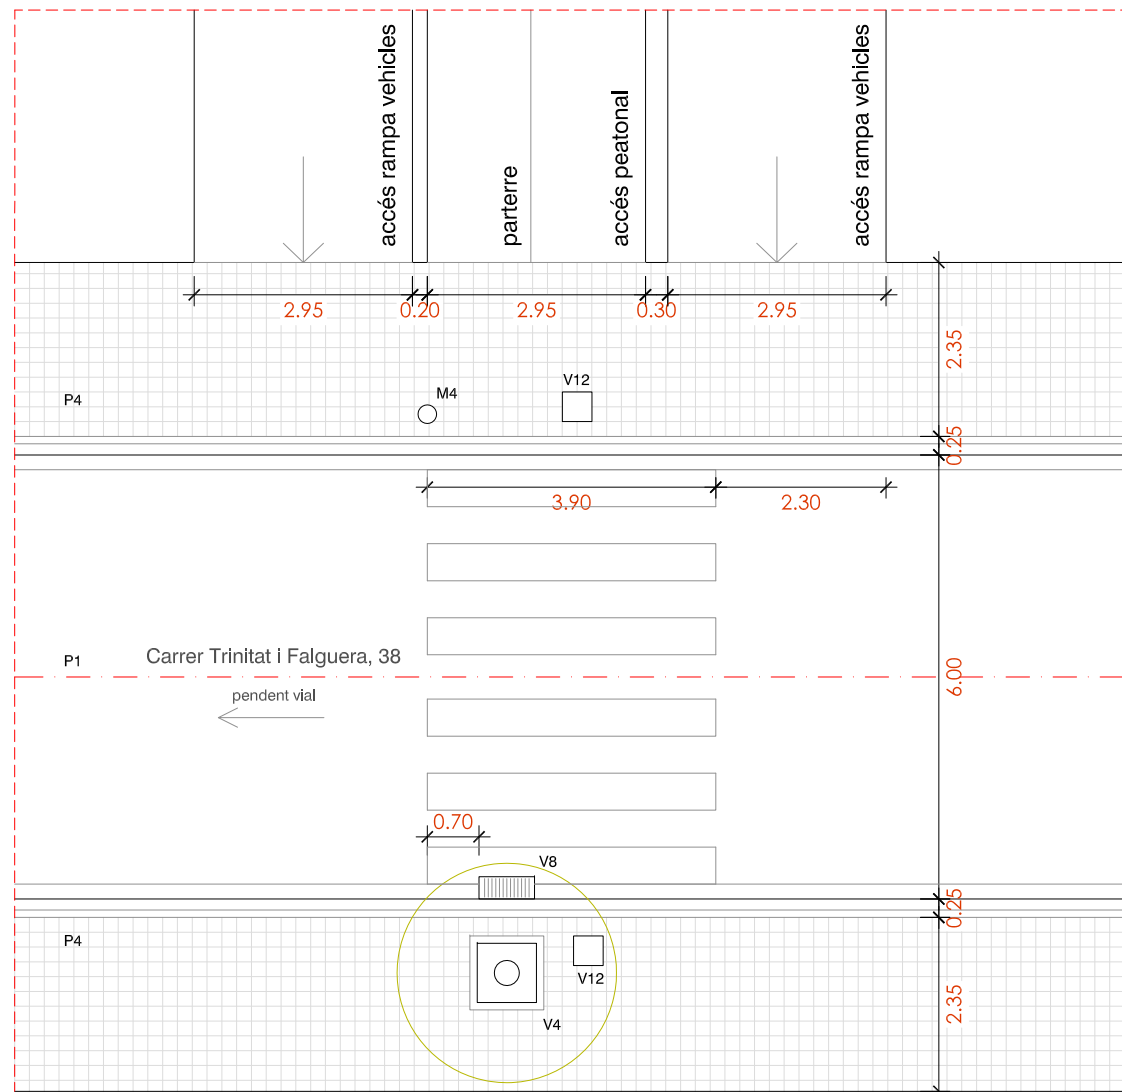 accés rampa vehicles
parterre
accés peatonal
accés rampa vehicles
2.95
0.20
2.95
0.30
2.95
2.35
V12
M4
P4
0.25
3.90
2.30
Carrer Trinitat i Falguera, 38
P1
6.00
pendent vial
0.70
V8
0.25
P4
V12
2.35
V4